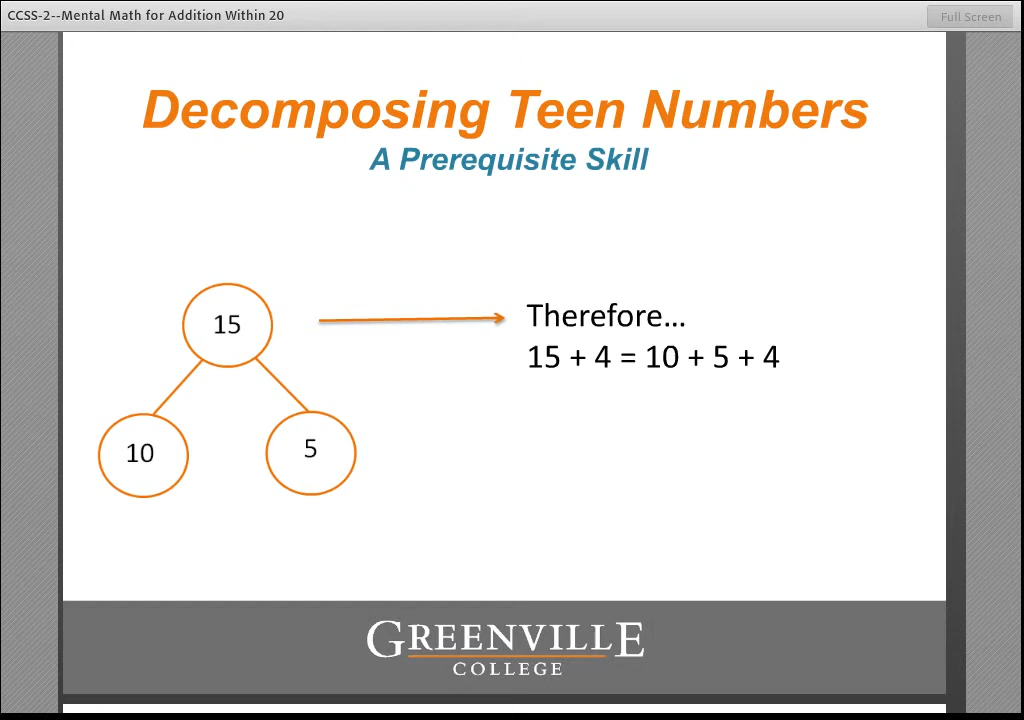 CCSS-2--Mental Math for Addition Within 20
Full Screen
Decomposing Teen Numbers
A Prerequisite Skill
15
10
5
Therefore...
15 + 4 = 10 + 5 + 4
GREENVILLE
COLLEGE